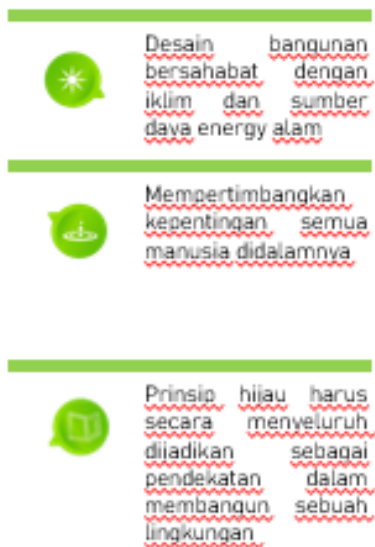 Desain bangunan
bersahabat dengan
iklim dan sumber
daya energy alam
Mempertimbangkan
kepentingan semua
manusia didalamnya
Prinsip hijau harus
secara menyeluruh
dijadikan sebagai
pendekatan dalam
membangun sebuah
lingkungan